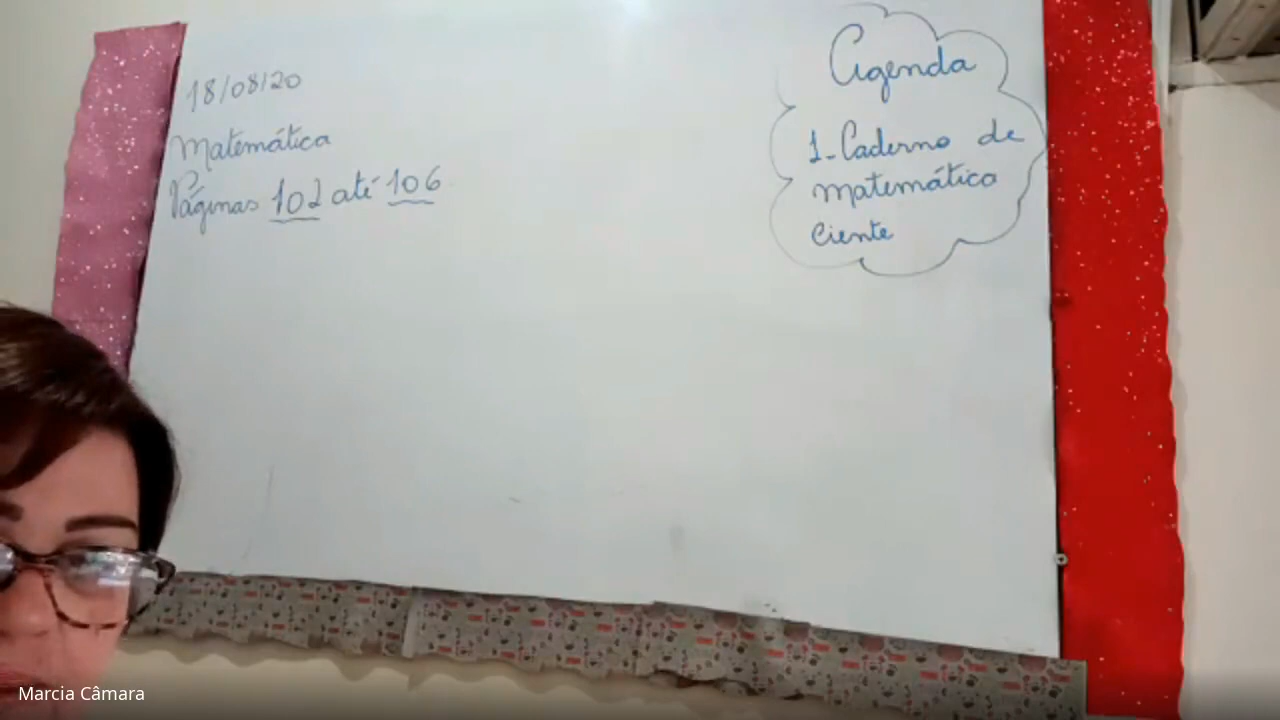 18/08/20
Matemática
Páginas 102 até 106
Agenda
1-Caderno de
matemática
Ciente
Marcia Câmara